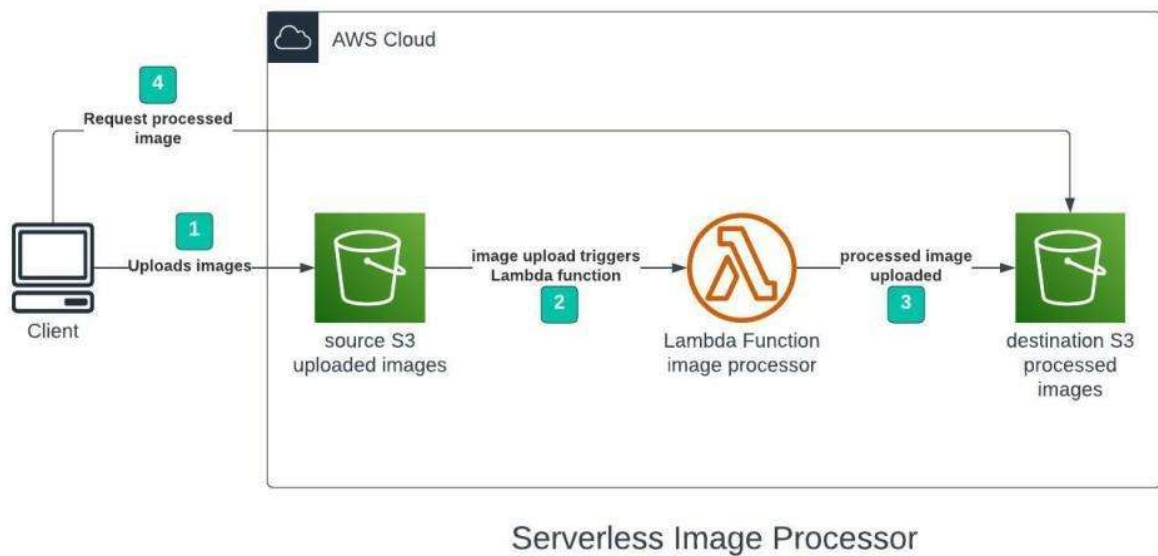 AWS Cloud
4
Request processed
image
1
Uploads images
image upload triggers
Lambda function
2
processed image
uploaded
3
Client
source S3
uploaded images
Lambda Function
image processor
destination S3
processed
images
Serverless Image Processor